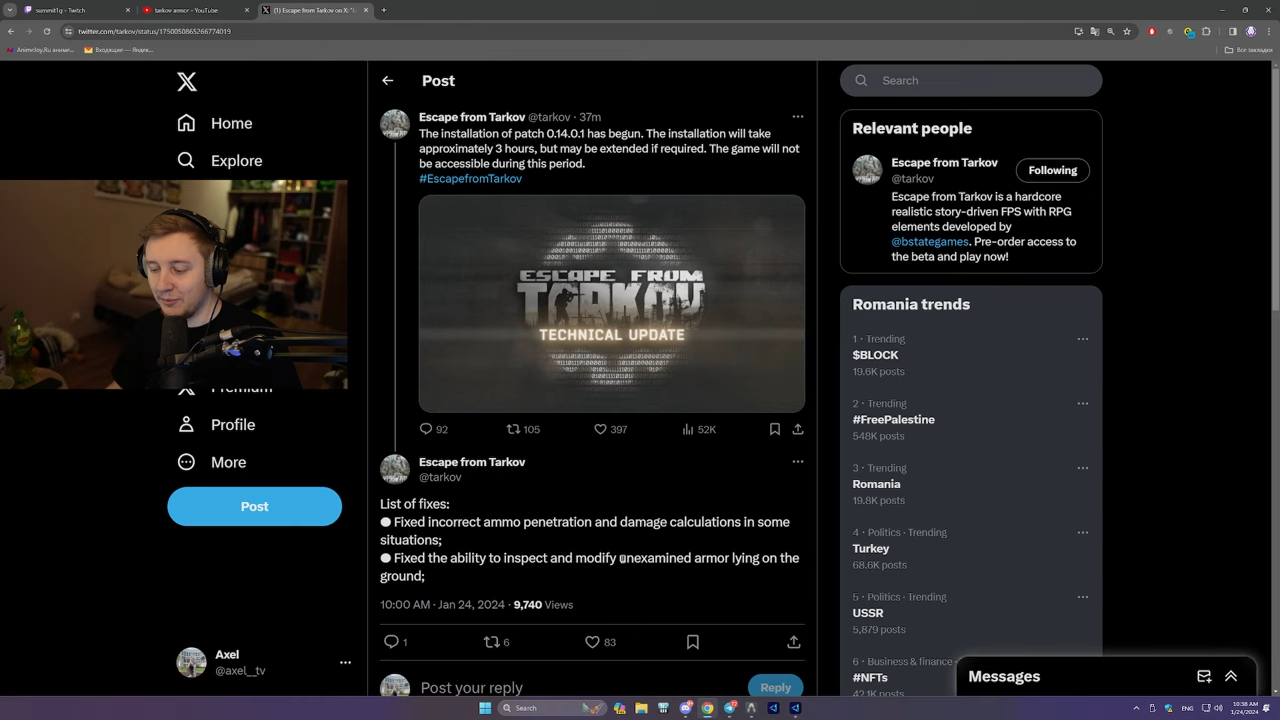 summit1g - Twitch
tarkov armor - YouTube
(1) Escape from Tarkov on X: "L
twitter.com/tarkov/status/1750050865266774019
AnimeJoy.Ru аниме...
Входящие — Яндек...
Все закладки
Post
Search
Escape from Tarkov @tarkov · 37m
The installation of patch 0.14.0.1 has begun. The installation will take
approximately 3 hours, but may be extended if required. The game will not
be accessible during this period.
#EscapefromTarkov
Home
Explore
ESCAPE FROM
TARKOV
TECHNICAL UPDATE
92
105
397
52K
Premium
Profile
More
Post
Escape from Tarkov
@tarkov
List of fixes:
Fixed incorrect ammo penetration and damage calculations in some
situations;
Fixed the ability to inspect and modify unexamined armor lying on the
ground;
10:00 AM · Jan 24, 2024 · 9,740 Views
1
6
83
Post your reply
Reply
Axel
@axel__tv
Relevant people
Escape from Tarkov
@tarkov
Following
Escape from Tarkov is a hardcore
realistic story-driven FPS with RPG
elements developed by
@bstategames. Pre-order access to
the beta and play now!
Romania trends
1 · Trending
$BLOCK
19.6K posts
2 · Trending
#FreePalestine
548K posts
3 · Trending
Romania
19.8K posts
4 · Politics · Trending
Turkey
68.6K posts
5 · Politics · Trending
USSR
5,879 posts
6 · Business & finance ·
#NFTs
42.1K posts
Messages
Search
10:38 AM
1/24/2024